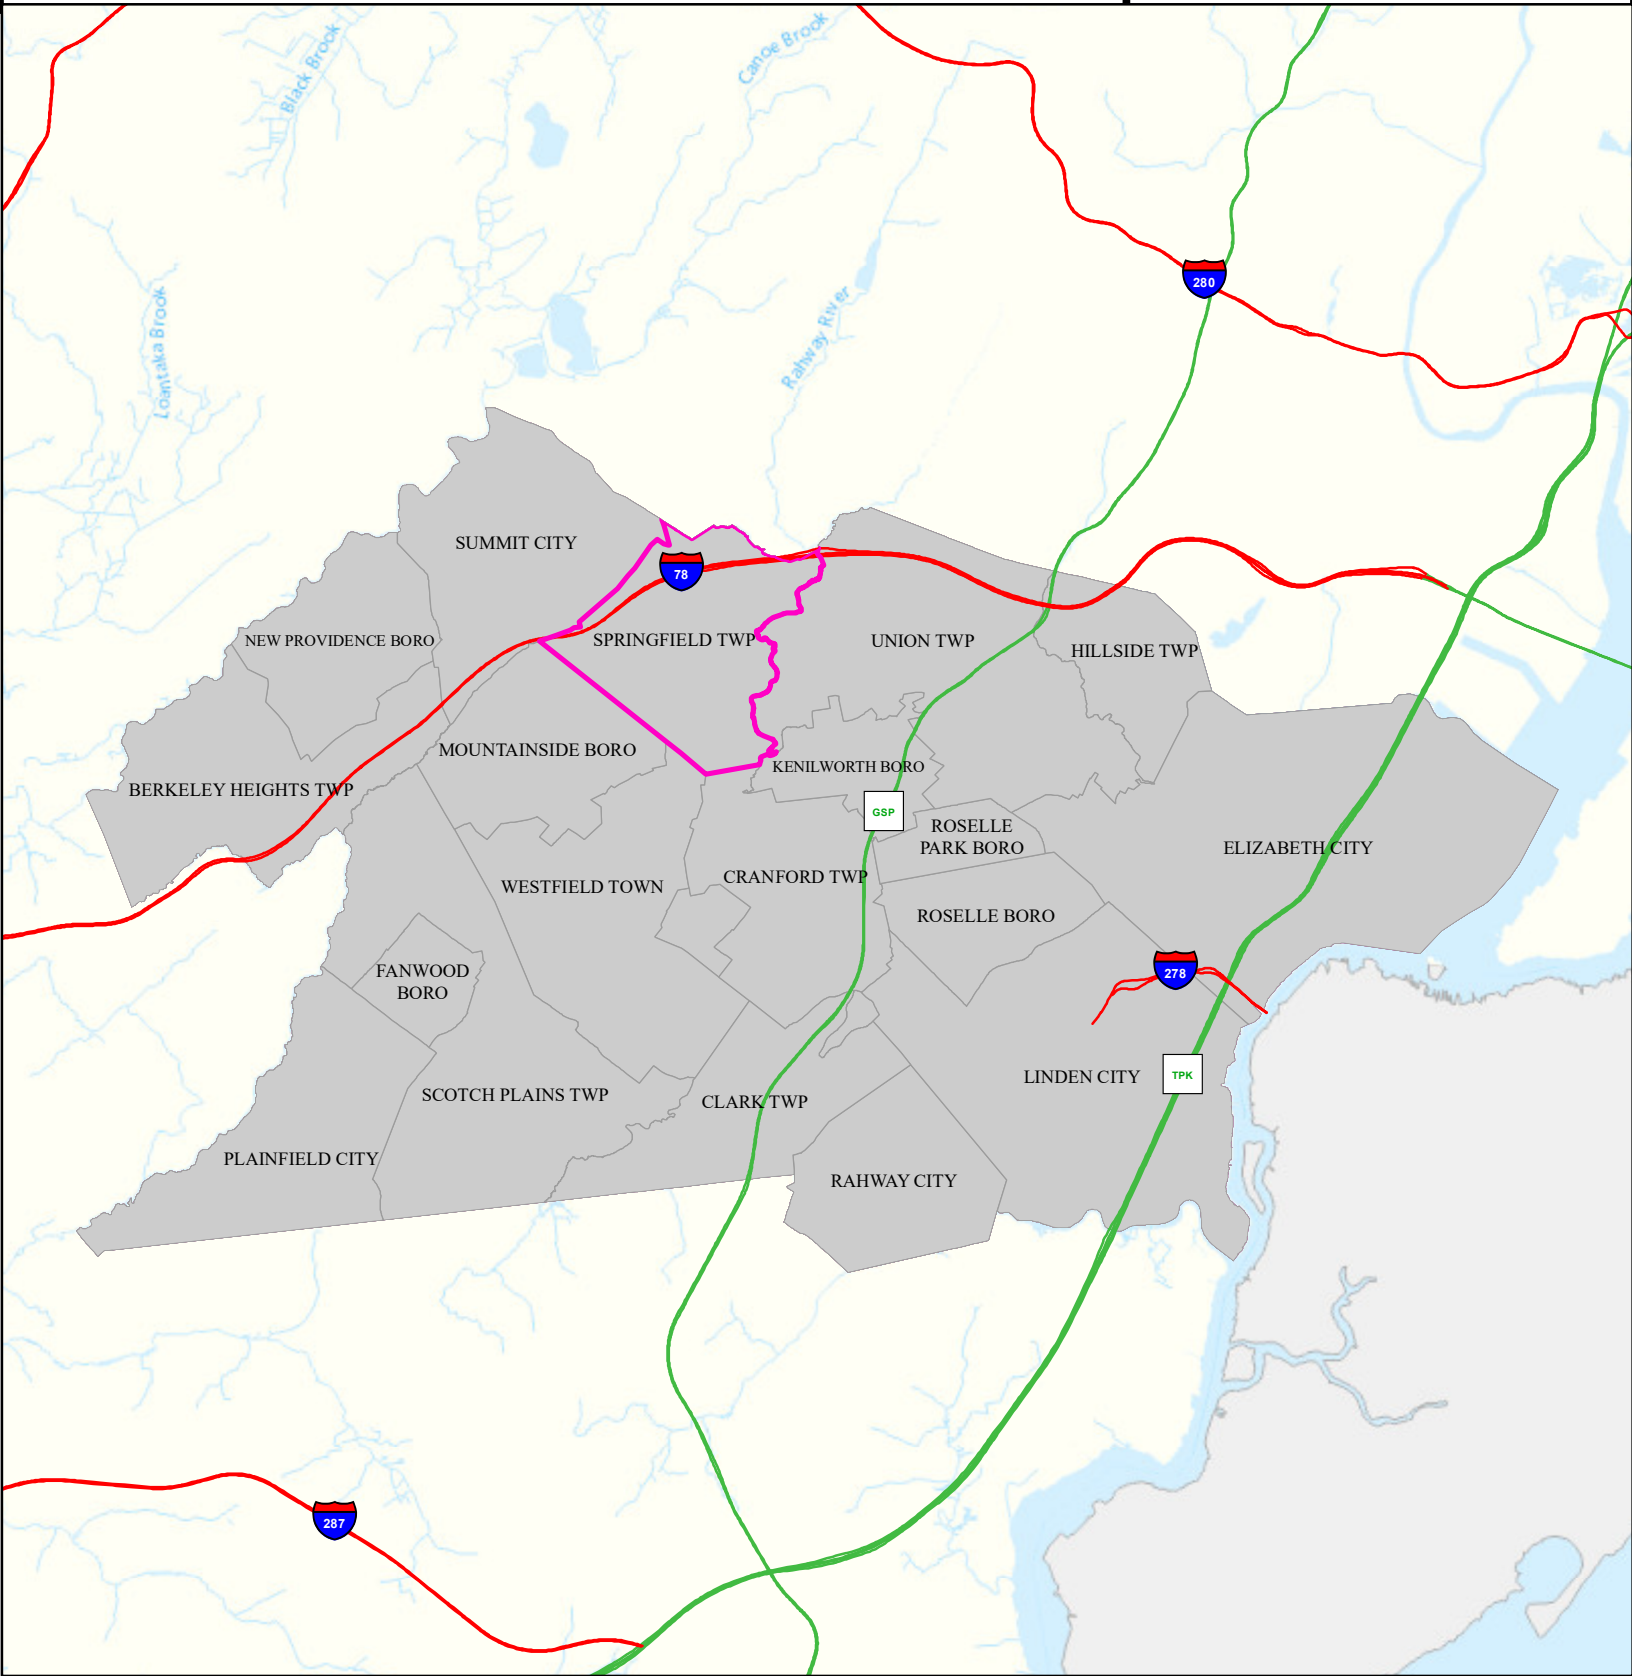 Black Brook
Canoe Brook
280
Loantaka Brook
Rahway River
SUMMIT CITY
78
NEW PROVIDENCE BORO
SPRINGFIELD TWP
UNION TWP
HILLSIDE TWP
MOUNTAINSIDE BORO
KENILWORTH BORO
BERKELEY HEIGHTS TWP
GSP
ROSELLE
PARK BORO
ELIZABETH CITY
WESTFIELD TOWN
CRANFORD TWP
ROSELLE BORO
FANWOOD
BORO
278
LINDEN CITY
TPK
SCOTCH PLAINS TWP
CLARK TWP
PLAINFIELD CITY
RAHWAY CITY
287